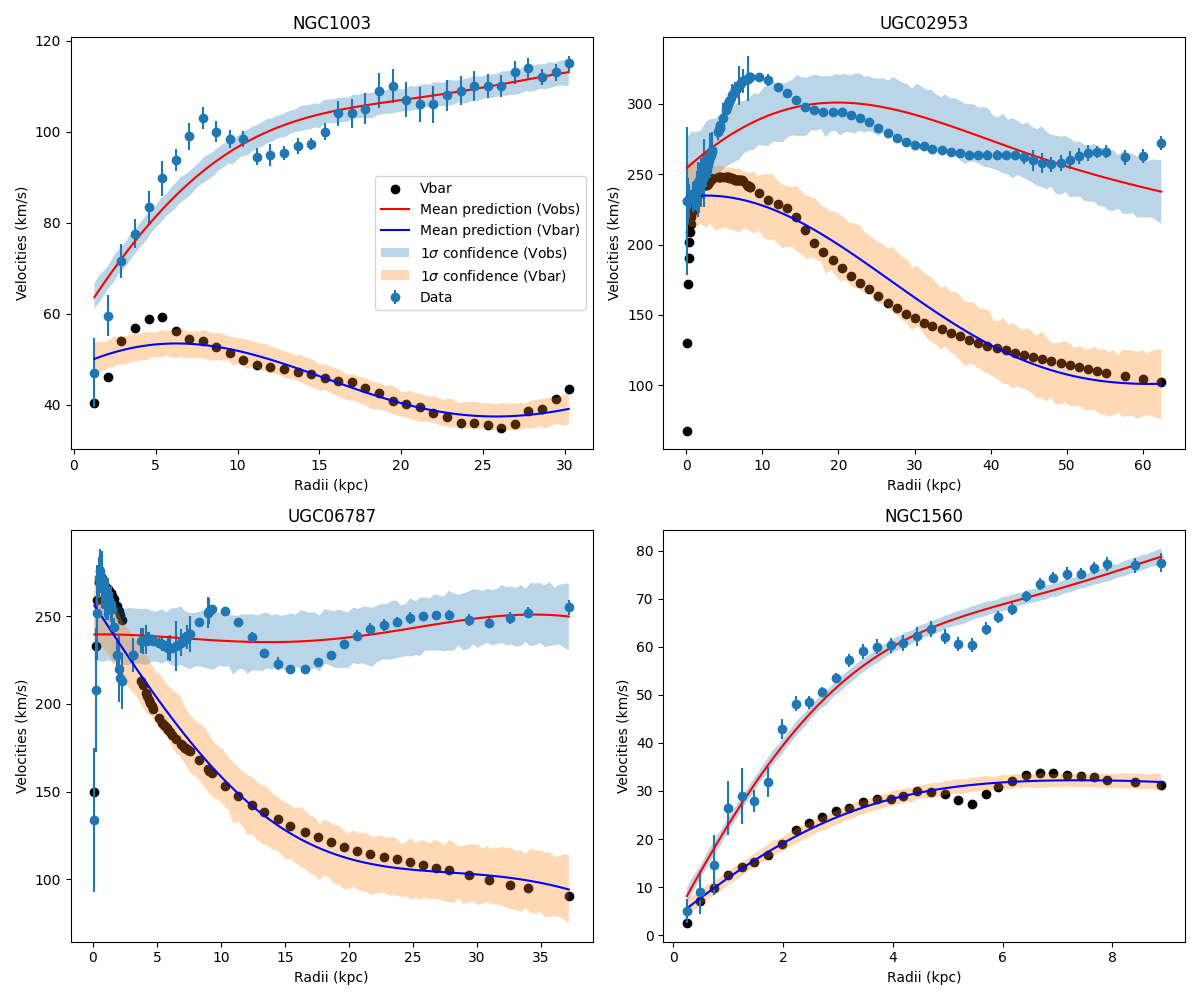 NGC1003
120
100
80
60
40
Velocities (km/s)
0 5 10 15 20 25 30
Radii (kpc)
Vbar
Mean prediction (Vobs)
Mean prediction (Vbar)
1σ confidence (Vobs)
1σ confidence (Vbar)
Data
UGC02953
300
250
200
150
100
Velocities (km/s)
0 10 20 30 40 50 60
Radii (kpc)
UGC06787
250
200
150
100
Velocities (km/s)
0 5 10 15 20 25 30 35
Radii (kpc)
NGC1560
80
70
60
50
40
30
20
10
0
Velocities (km/s)
0 2 4 6 8
Radii (kpc)